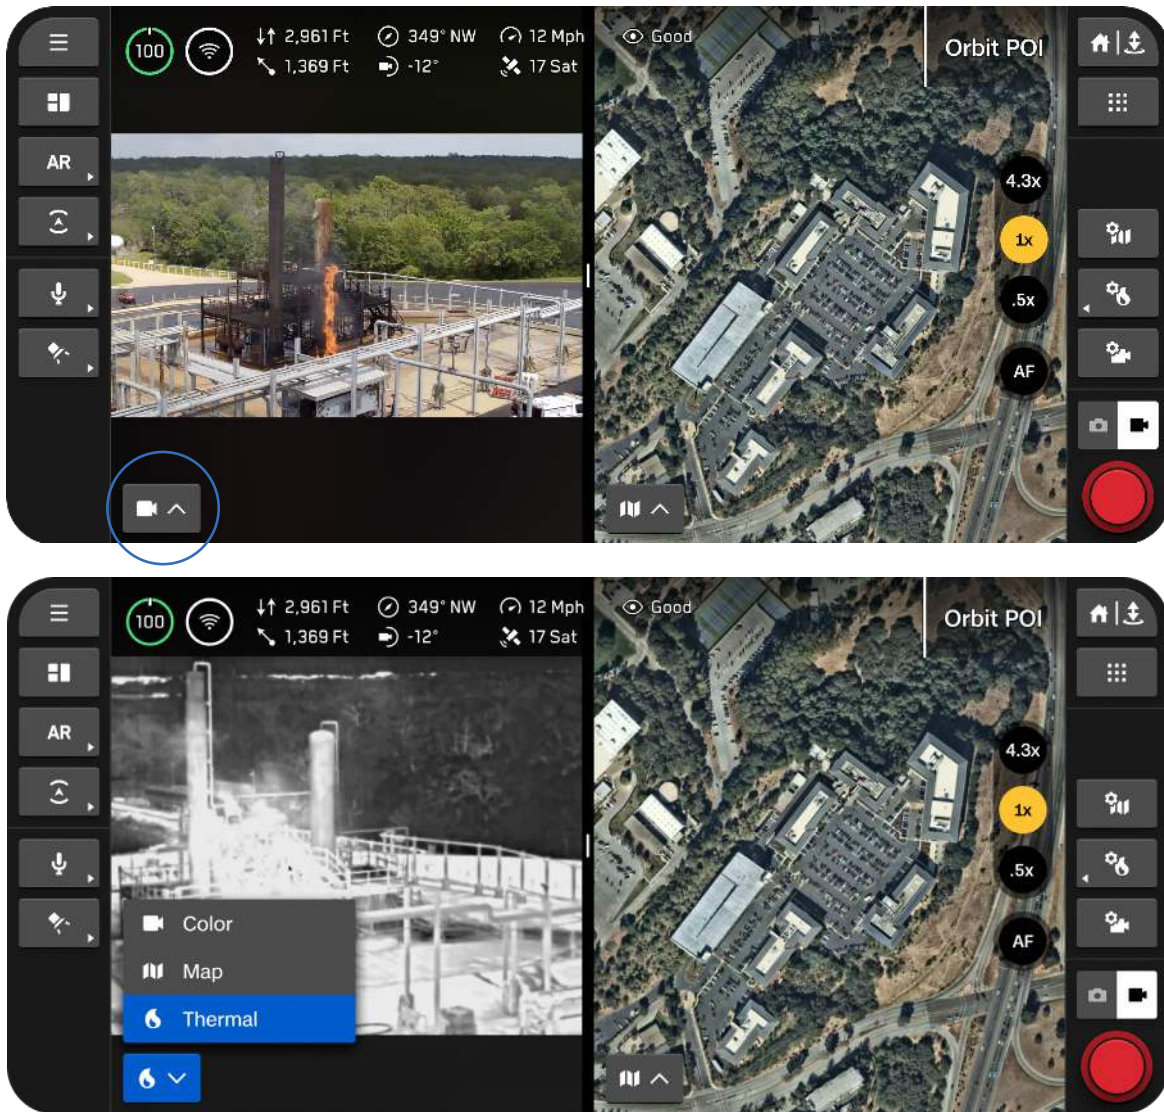 100
2,961 Ft 349° NW 12 Mph Good
1,369 Ft -12° 17 Sat
Orbit POI
AR
4.3x
1x
.5x
AF
100
2,961 Ft 349° NW 12 Mph Good
1,369 Ft -12° 17 Sat
Orbit POI
AR
4.3x
1x
.5x
AF
Color
Map
Thermal